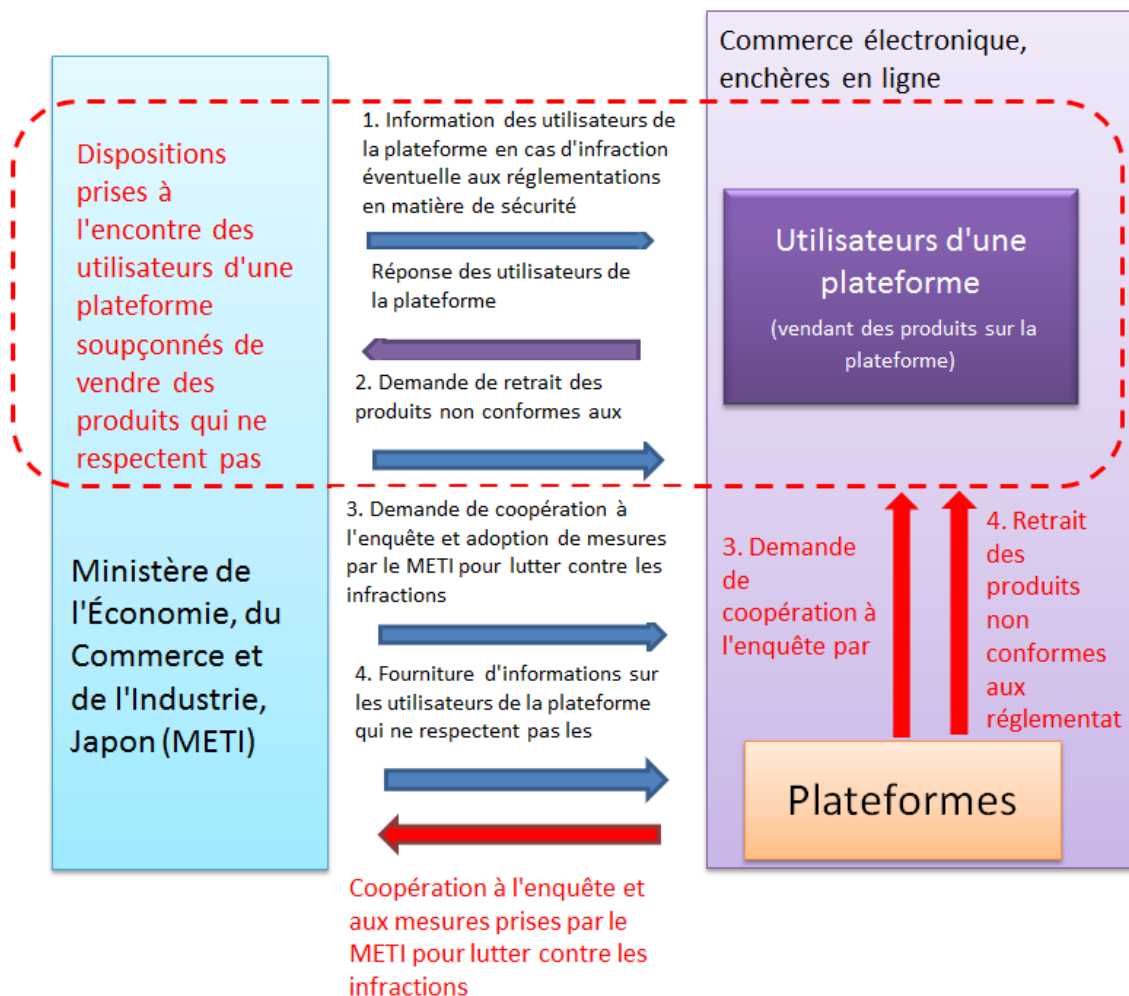 Commerce électronique,
enchères en ligne
Dispositions
prises à
l'encontre des
utilisateurs d'une
plateforme
soupçonnés de
vendre des
produits qui ne
respectent pas
Ministère de
l'Économie, du
Commerce et
de l'Industrie,
Japon (METI)
1. Information des utilisateurs de
la plateforme en cas d'infraction
éventuelle aux réglementations
en matière de sécurité
Réponse des utilisateurs de
la plateforme
2. Demande de retrait des
produits non conformes aux
3. Demande de coopération à
l'enquête et adoption de mesures
par le METI pour lutter contre les
infractions
4. Fourniture d'informations sur
les utilisateurs de la plateforme
qui ne respectent pas les
Coopération à l'enquête et
aux mesures prises par le
METI pour lutter contre les
infractions
Utilisateurs d'une
plateforme
(vendant des produits sur la
plateforme)
3. Demande
de
coopération à
l'enquête par
4. Retrait
des
produits
non
conformes
aux
réglementat
Plateformes